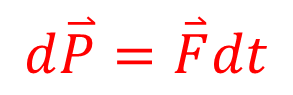 d\vec{P} = \vec{F}dt